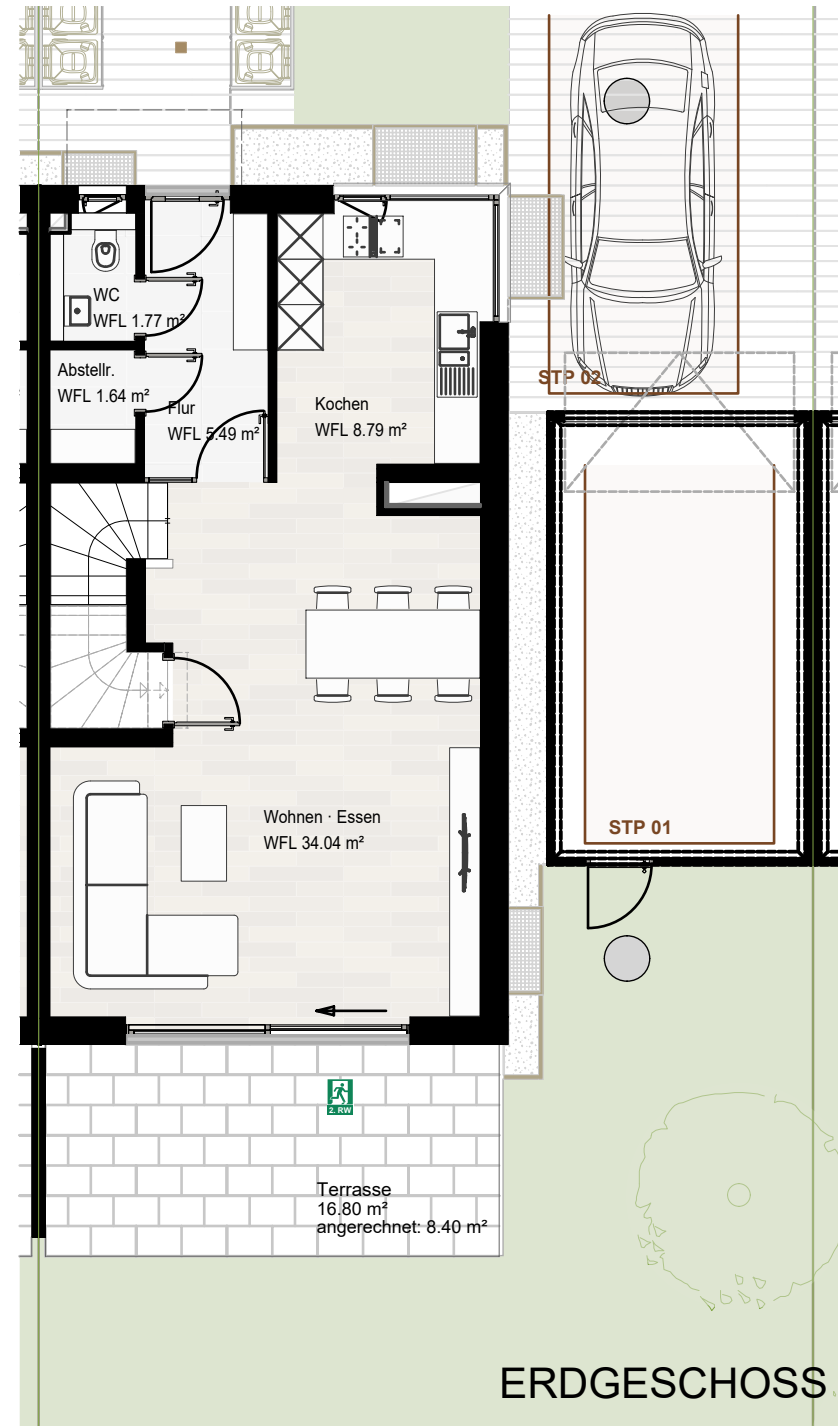 WC
WFL 1.77 m²
Abstellr.
WFL 1.64 m²
Flur
WFL 5.49 m²
Kochen
WFL 8.79 m²
STP 02
STP 01
Wohnen · Essen
WFL 34.04 m²
2. RW
Terrasse
16.80 m²
angerechnet: 8.40 m²
ERDGESCHOSS